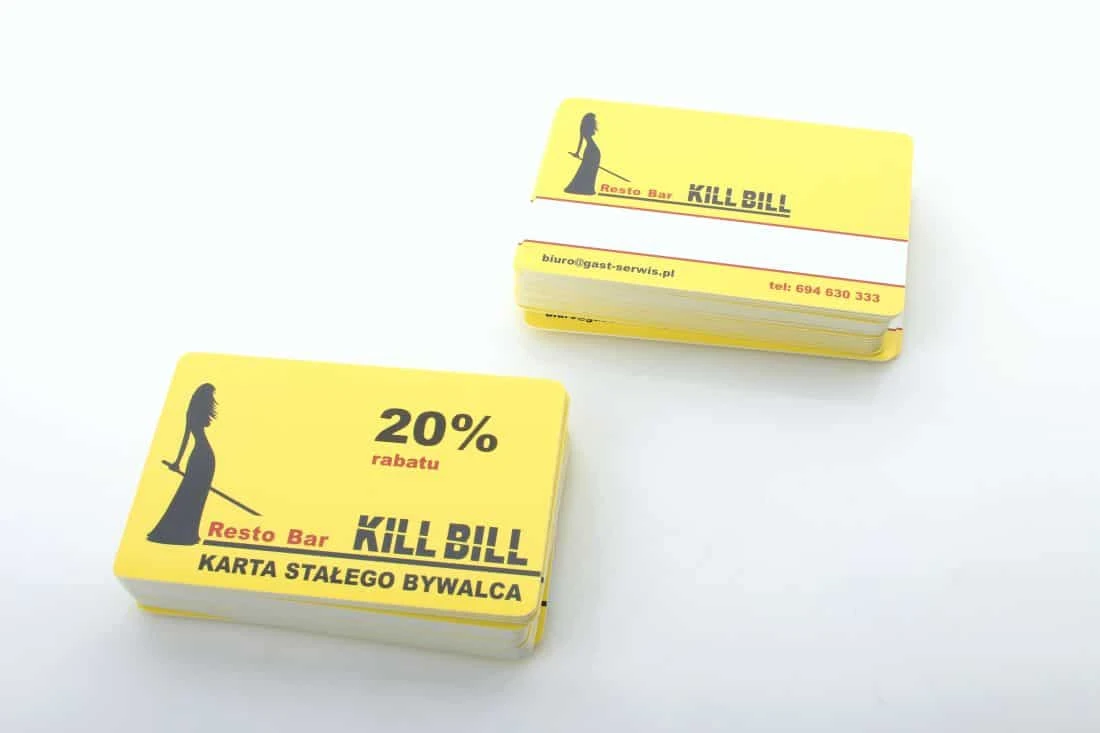 Resto Bar KILL BILL
biuro@gast-serwis.pl
tel: 694 630 333
20%
rabatu
Resto Bar KILL BILL
KARTA STAŁEGO BYWALCA